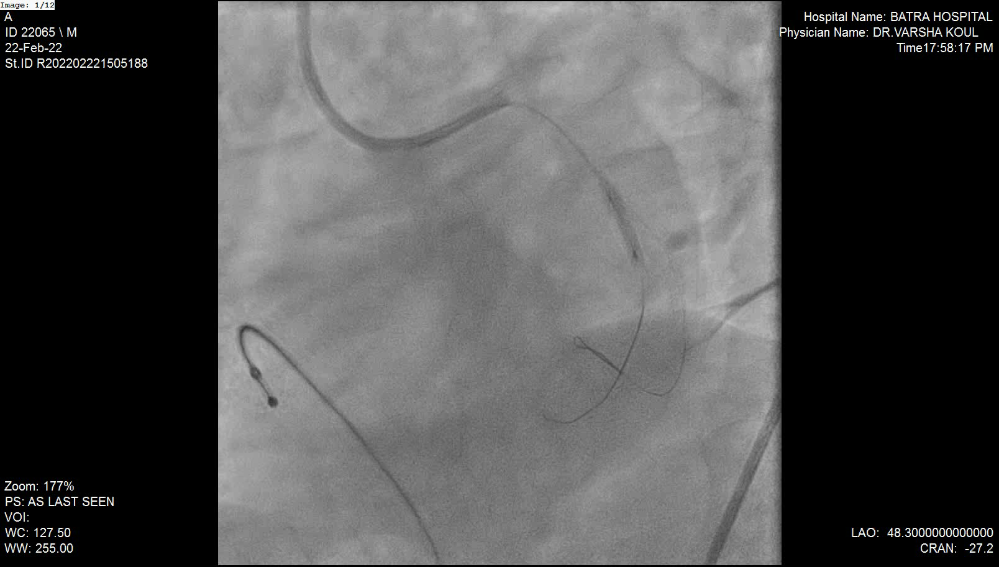 Image: 1/12
A
ID 22065 \ M
22-Feb-22
St.ID R202202221505188
Hospital Name: BATRA HOSPITAL
Physician Name: DR.VARSHA KOUL
Time17:58:17 PM
Zoom: 177%
PS: AS LAST SEEN
VOI:
WC: 127.50
WW: 255.00
LAO: 48.3000000000000
CRAN: -27.2